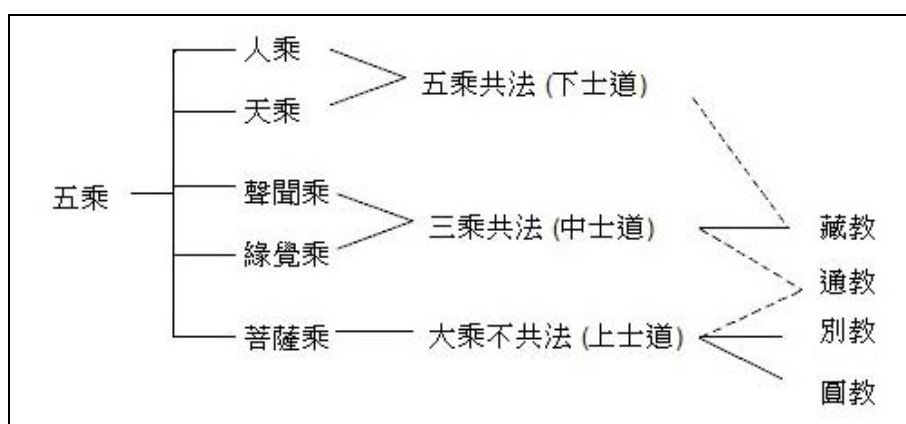 五乘
人乘
天乘
聲聞乘
緣覺乘
菩薩乘
五乘共法 (下士道)
三乘共法 (中士道)
大乘不共法 (上士道)
藏教
通教
別教
圓教